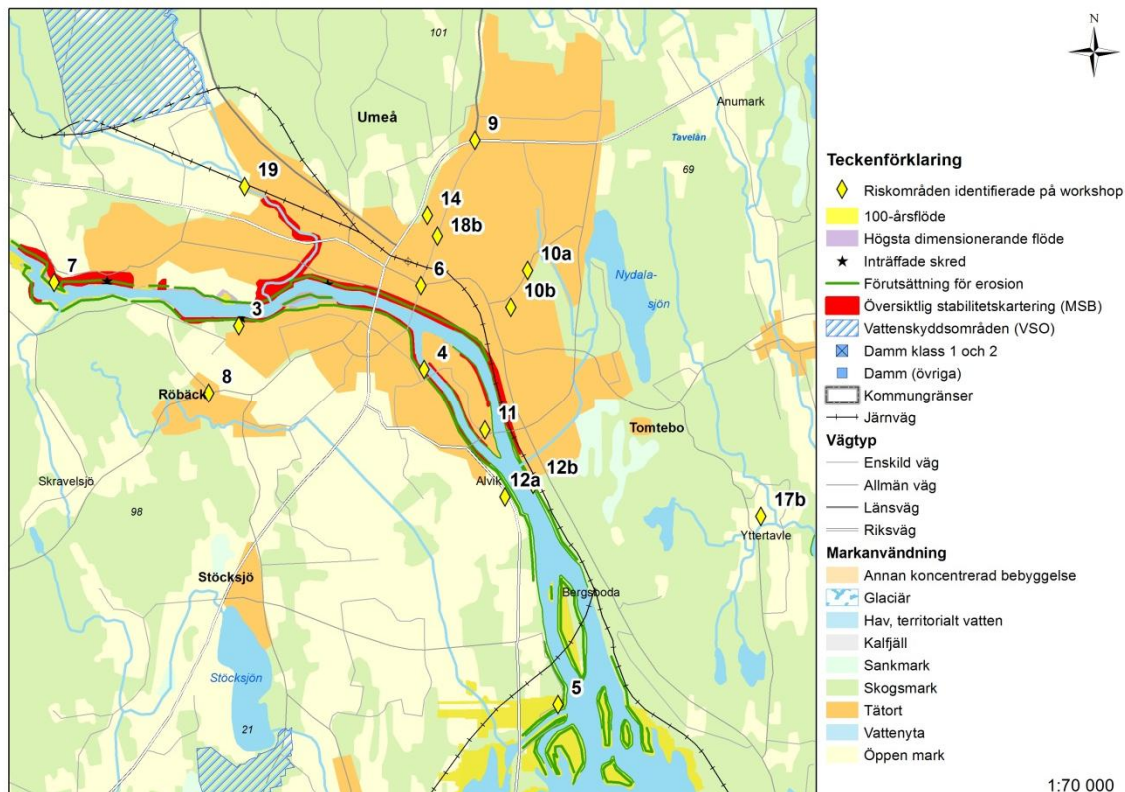 101
N
Umeå
Anumark
9
Tavelån
69
19
14
18b
10a
6
10b
Nydala-
sjön
7
3
4
8
Röbäck
11
Tomtebo
12b
12a
Alvik
Skravelsjö
98
17b
Yttertavle
Stöcksjö
Bergsboda
Stöcksjön
5
21
Teckenförklaring
Riskområden identifierade på workshop
100-årsflöde
Högsta dimensionerande flöde
Inträffade skred
Förutsättning för erosion
Översiktlig stabilitetskartering (MSB)
Vattenskyddsområden (VSO)
Damm klass 1 och 2
Damm (övriga)
Kommungränser
Järnväg
Vägtyp
Enskild väg
Allmän väg
Länsväg
Riksväg
Markanvändning
Annan koncentrerad bebyggelse
Glaciär
Hav, territorialt vatten
Kalfjäll
Sankmark
Skogsmark
Tätort
Vattenyta
Öppen mark
1:70 000